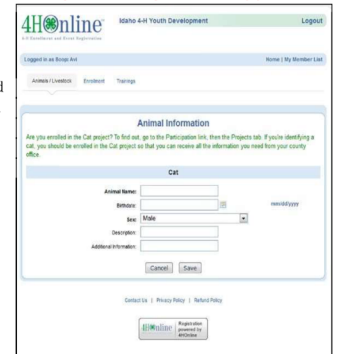 4H Online
Idaho 4-H Youth Development
Logout
4-H Enrollment and Event Registration
Logged in as Boop Ant
Home | My Member List
d
Animals / Livestock
Enrolment
Trainings
Animal Information
Are you enrolled in the Cat project? To find out, go to the Participation link, then the Projects tab. If you're identifying a
cat, you should be enrolled in the Cat project so that you can receive all the information you need from your county
office.
Cat
Animal Name:
Birthdate:
mm/dd/yyyy
Sex:
Male
Description:
Additional Information:
Cancel
Save
Contact Us | Privacy Policy | Refund Policy
4HOnline
Registration
powered by
4HOnline